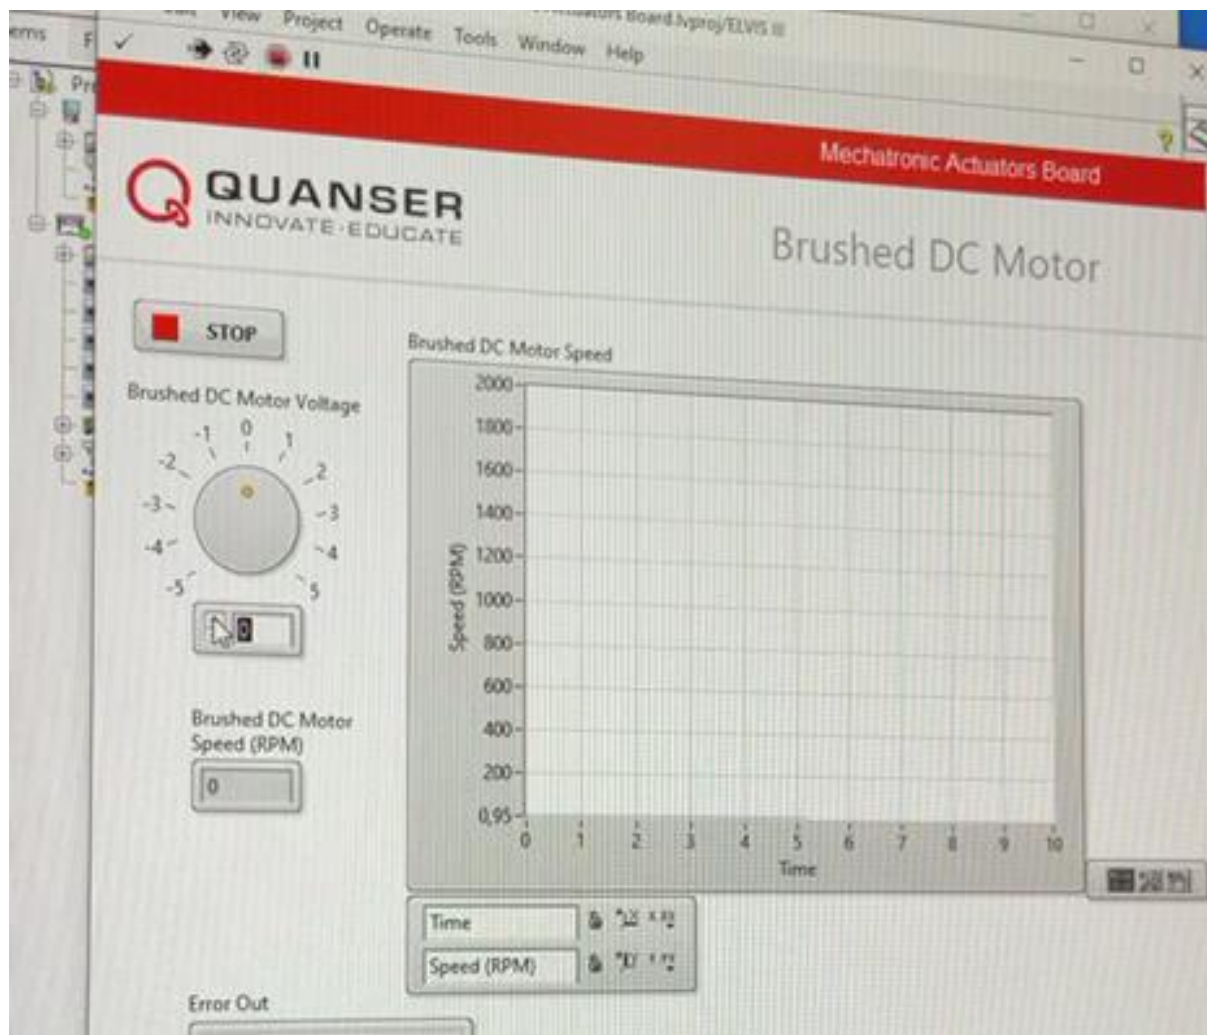 View Project Operate Tools Window Help
Board.lvproj/ELVIS III
Mechatronic Actuators Board
QUANSER
INNOVATE·EDUCATE
Brushed DC Motor
STOP
Brushed DC Motor Voltage
-5 -4 -3 -2 -1 0 1 2 3 4 5
0
Brushed DC Motor
Speed (RPM)
0
Brushed DC Motor Speed
2000
1800
1600
1400
1200
1000
800
600
400
200
0,95
Speed (RPM)
0 1 2 3 4 5 6 7 8 9 10
Time
Time
Speed (RPM)
Error Out